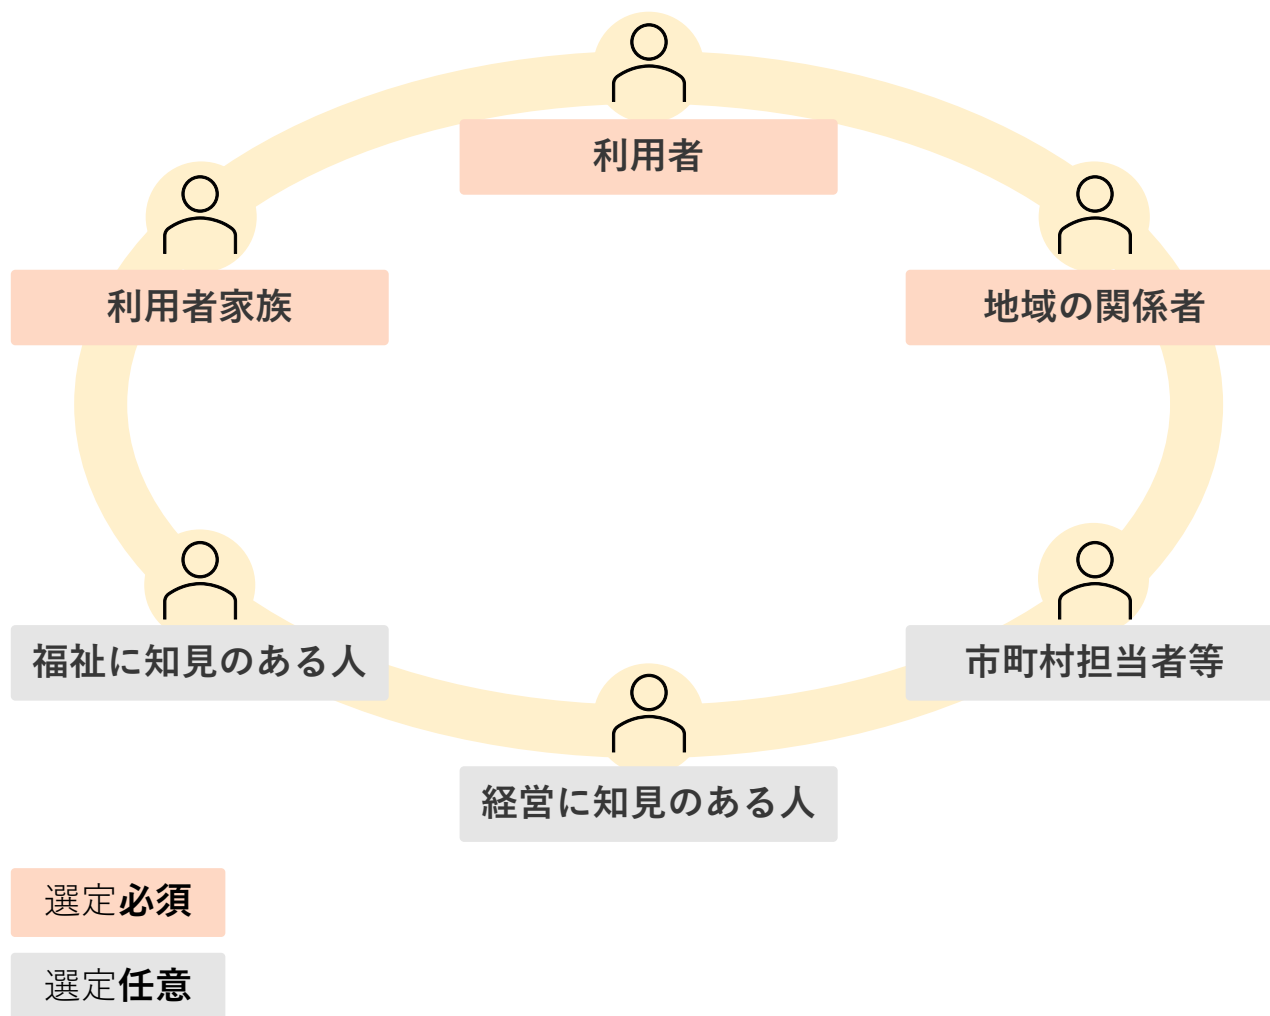 利用者
利用者家族
地域の関係者
福祉に知見のある人
市町村担当者等
経営に知見のある人
選定必須
選定任意